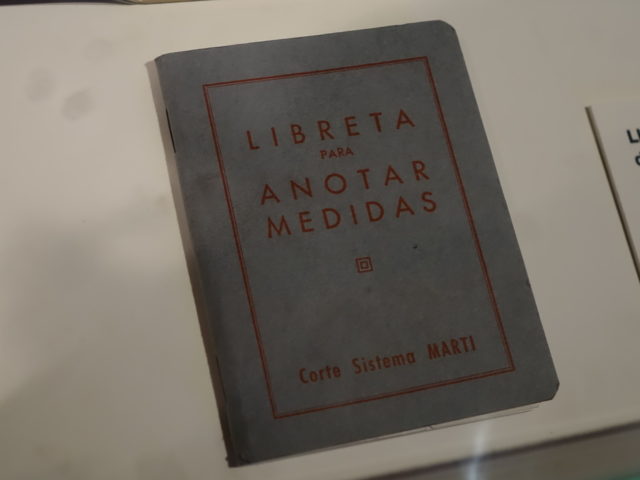 LIBRETA
PARA
ANOTAR
MEDIDAS
Corte Sistema MARTI